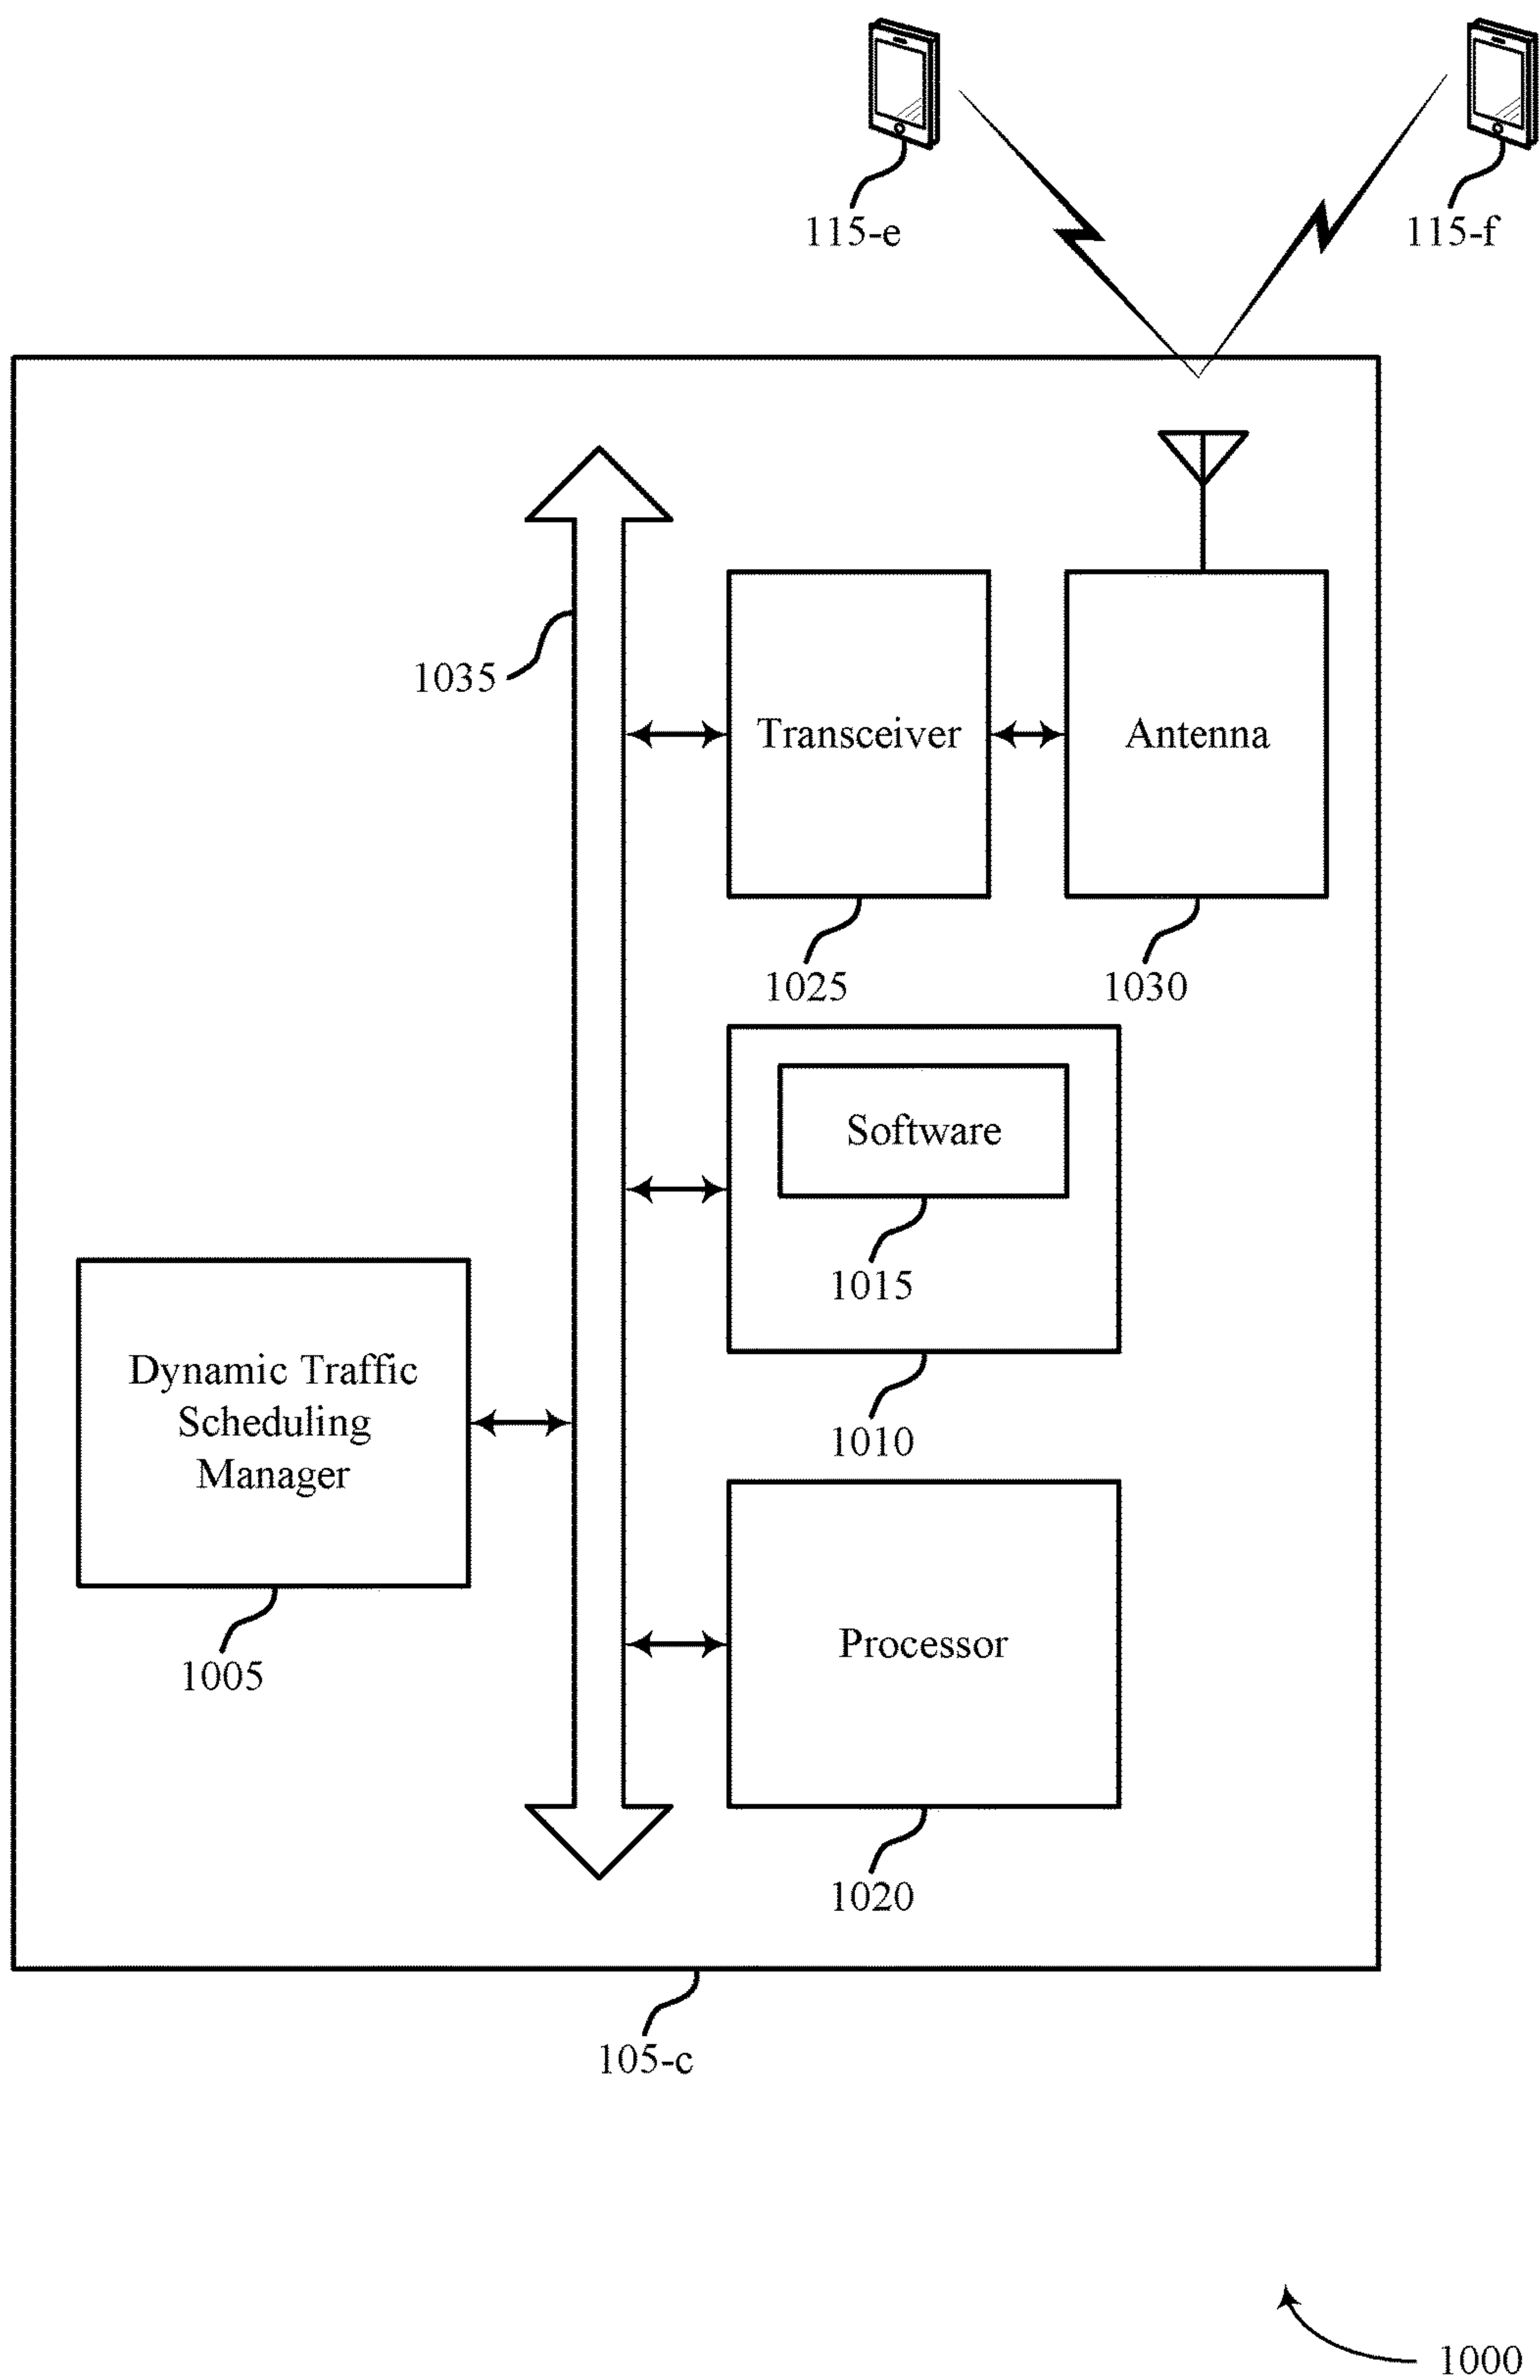 115-e
115-f
1035
Transceiver
Antenna
1025
1030
Software
1015
1010
Dynamic Traffic
Scheduling
Manager
1005
Processor
1020
105-c
1000